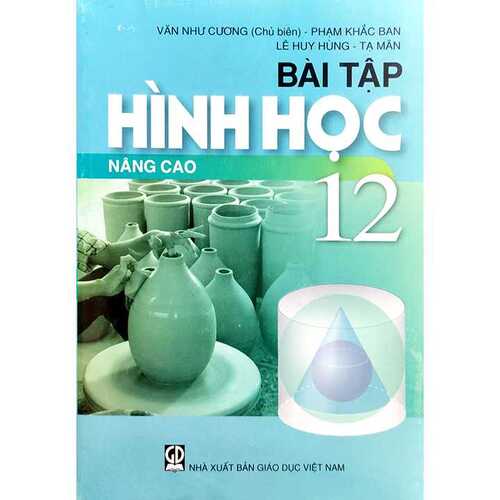 VĂN NHƯ CƯƠNG (Chủ biên) - PHẠM KHẮC BAN
LÊ HUY HÙNG - TẠ MÂN
BÀI TẬP
HÌNH HỌC
NÂNG CAO
12
GD
NHÀ XUẤT BẢN GIÁO DỤC VIỆT NAM